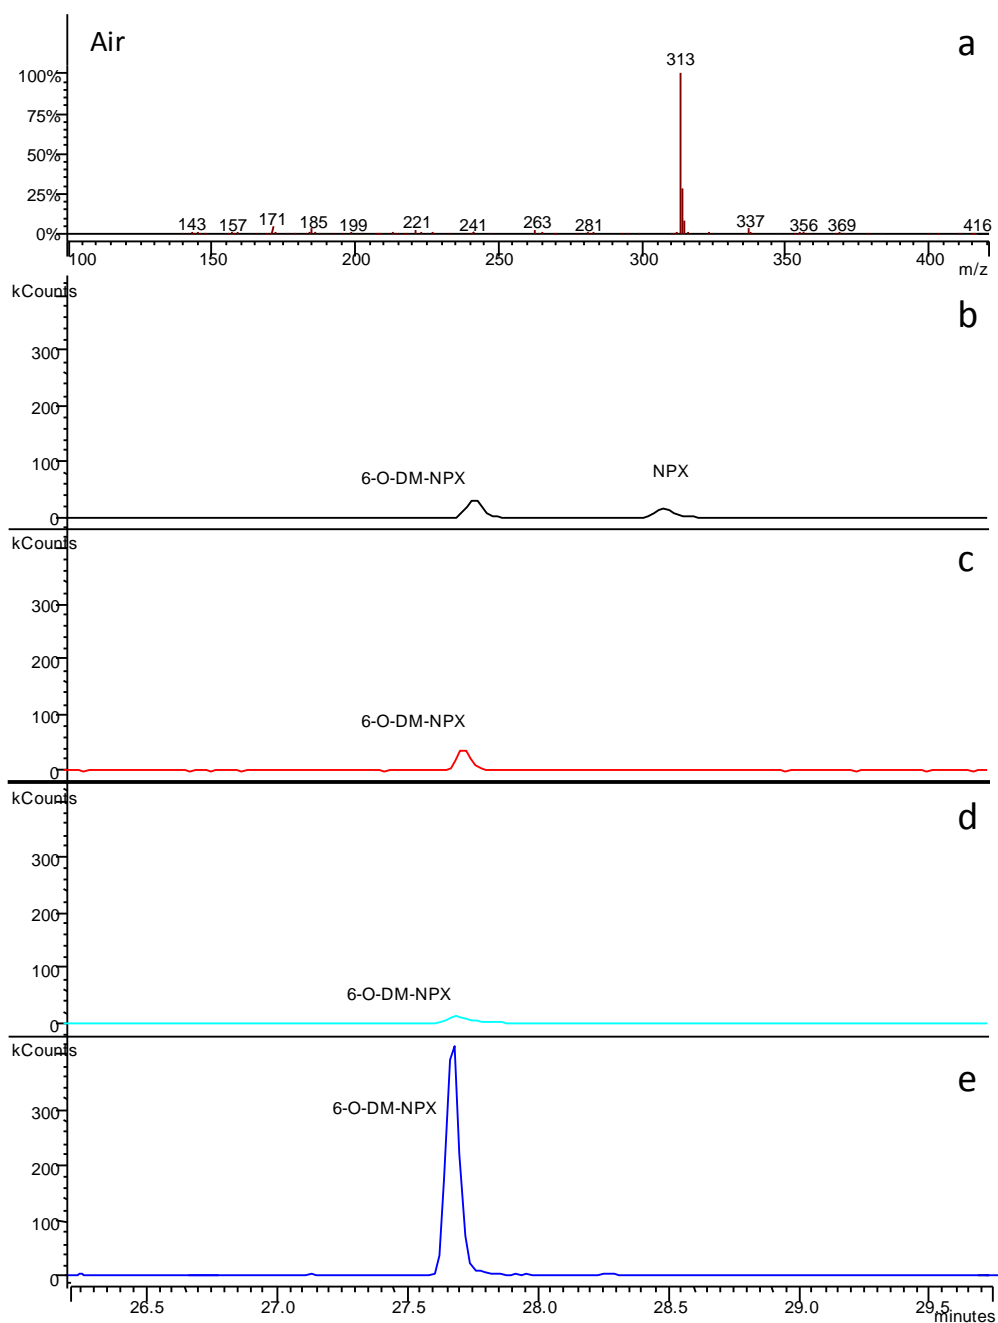 Air
a
313
100%
75%
50%
25%
0%
143 157 171 185 199 221 241 263 281 337 356 369 416
100 150 200 250 300 350 400
m/z
kCounts
b
300
200
100
0
6-O-DM-NPX
NPX
kCounts
c
300
200
100
0
6-O-DM-NPX
kCounts
d
300
200
100
0
6-O-DM-NPX
kCounts
e
300
200
100
0
6-O-DM-NPX
26.5 27.0 27.5 28.0 28.5 29.0 29.5
minutes